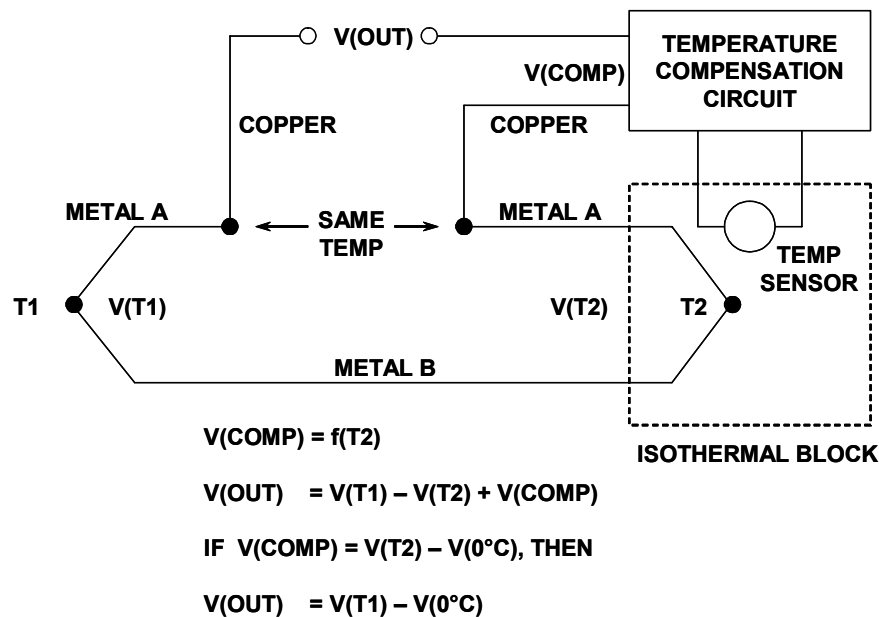 V(OUT)
TEMPERATURE
COMPENSATION
CIRCUIT
V(COMP)
COPPER
COPPER
METAL A
SAME
TEMP
METAL A
TEMP
SENSOR
T1
V(T1)
V(T2)
T2
METAL B
ISOTHERMAL BLOCK
V(COMP) = f(T2)
V(OUT) = V(T1) – V(T2) + V(COMP)
IF V(COMP) = V(T2) – V(0°C), THEN
V(OUT) = V(T1) – V(0°C)